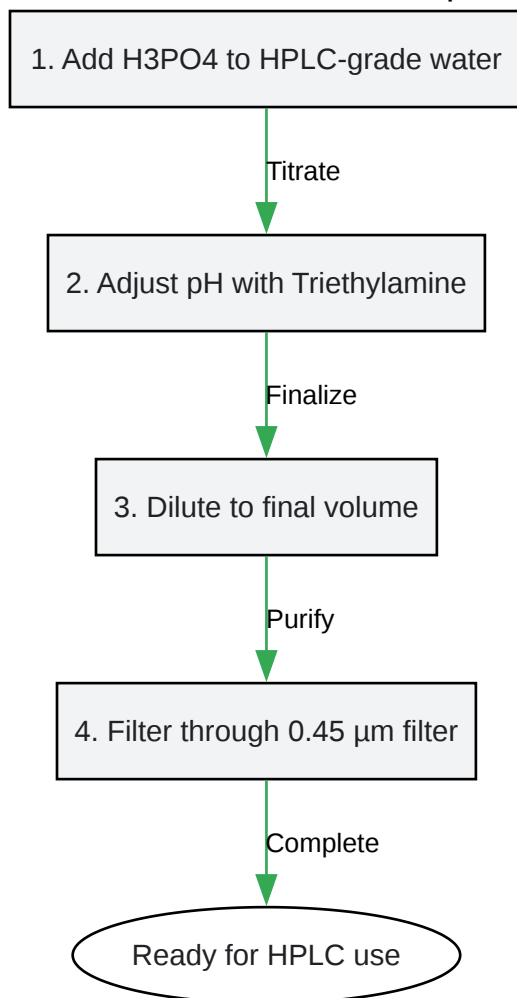 1. Add H3PO4 to HPLC-grade water
Titrate
2. Adjust pH with Triethylamine
Finalize
3. Dilute to final volume
Purify
4. Filter through 0.45 µm filter
Complete
Ready for HPLC use